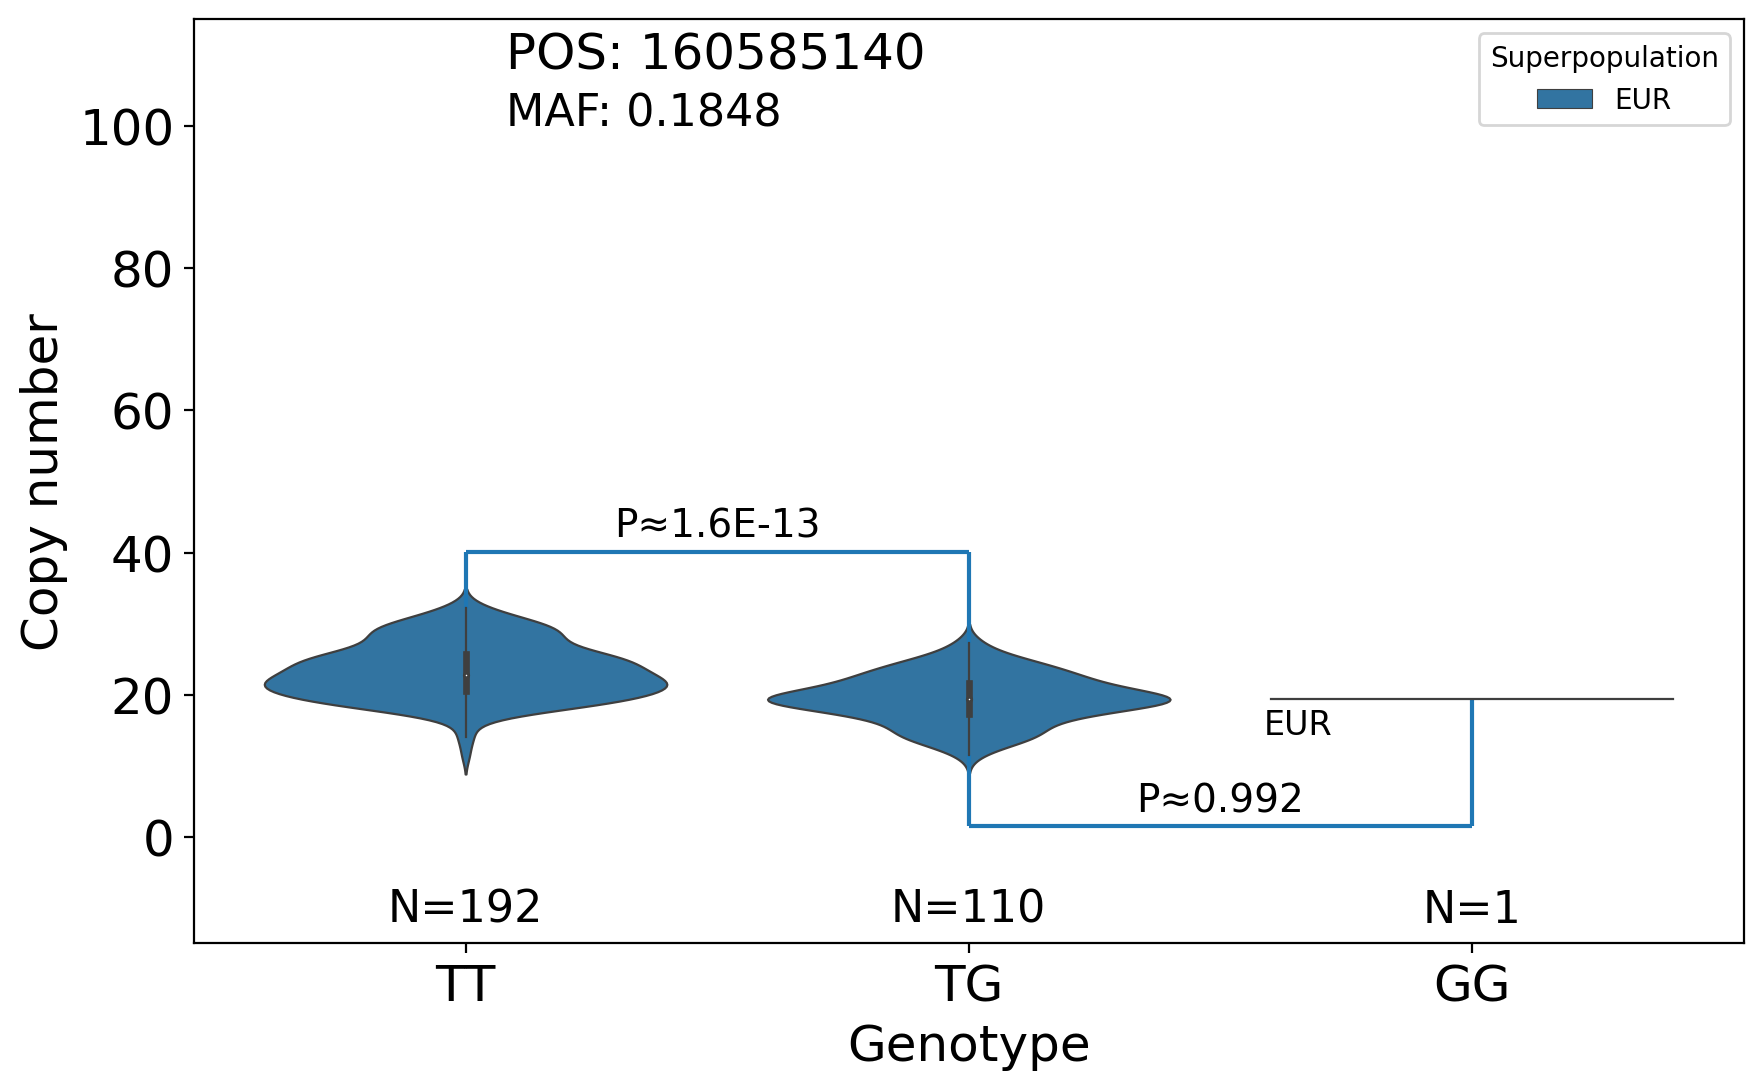 POS: 160585140
MAF: 0.1848
Superpopulation
EUR
Copy number
100
80
60
40
20
0
P≈1.6E-13
EUR
P≈0.992
N=192
N=110
N=1
TT
TG
GG
Genotype